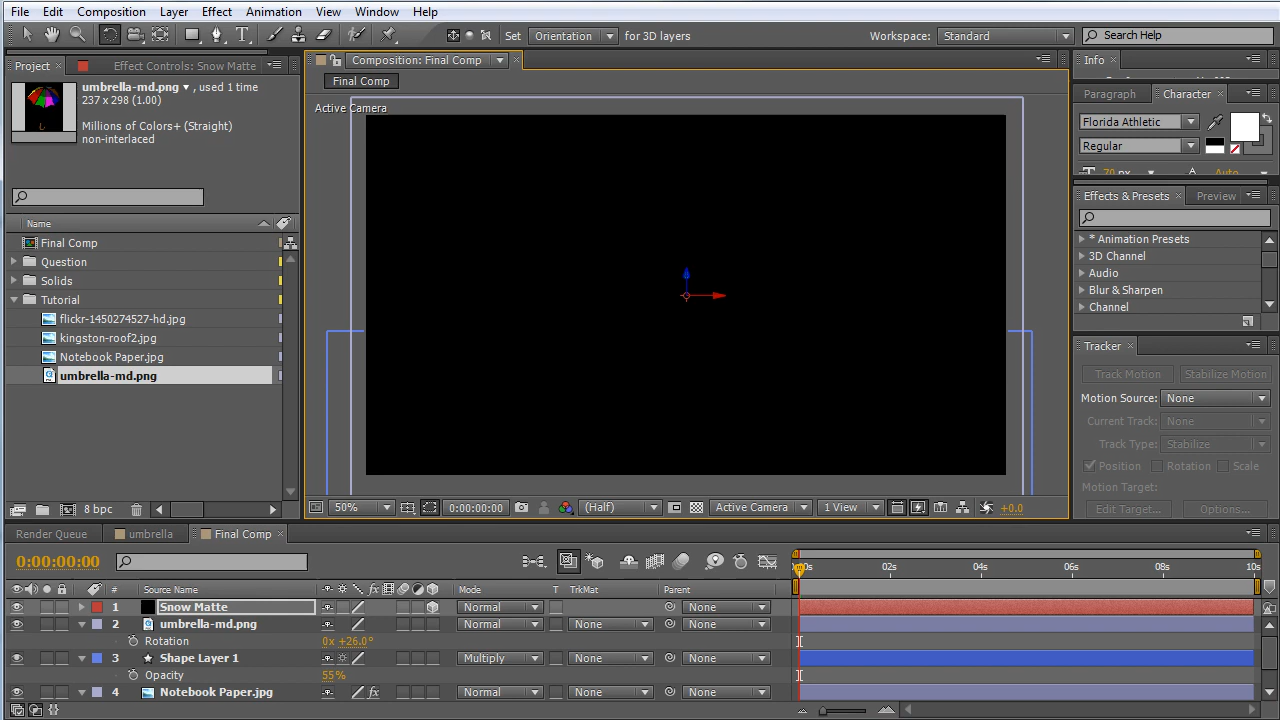 File Edit Composition Layer Effect Animation View Window Help
Set Orientation for 3D layers Workspace: Standard Search Help
Project Effect Controls: Snow Matte
umbrella-md.png , used 1 time
237 x 298 (1.00)
Millions of Colors+ (Straight)
non-interlaced
Name
Final Comp
Question
Solids
Tutorial
flickr-1450274527-hd.jpg
kingston-roof2.jpg
Notebook Paper.jpg
umbrella-md.png
8 bpc
Composition: Final Comp
Final Comp
Active Camera
50% 0:00:00:00 (Half) Active Camera 1 View +0.0
Info
Paragraph Character
Florida Athletic
Regular
70 px Auto
Effects & Presets Preview
* Animation Presets
3D Channel
Audio
Blur & Sharpen
Channel
Tracker
Track Motion Stabilize Motion
Motion Source: None
Current Track: None
Track Type: Stabilize
Position Rotation Scale
Motion Target:
Edit Target... Options...
Render Queue umbrella Final Comp
0:00:00:00
02s 04s 06s 08s 10s
# Source Name Mode T TrkMat Parent
1 Snow Matte Normal None
2 umbrella-md.png Normal None None
Rotation 0x +26.0°
3 Shape Layer 1 Multiply None None
Opacity 55%
4 Notebook Paper.jpg Normal None None